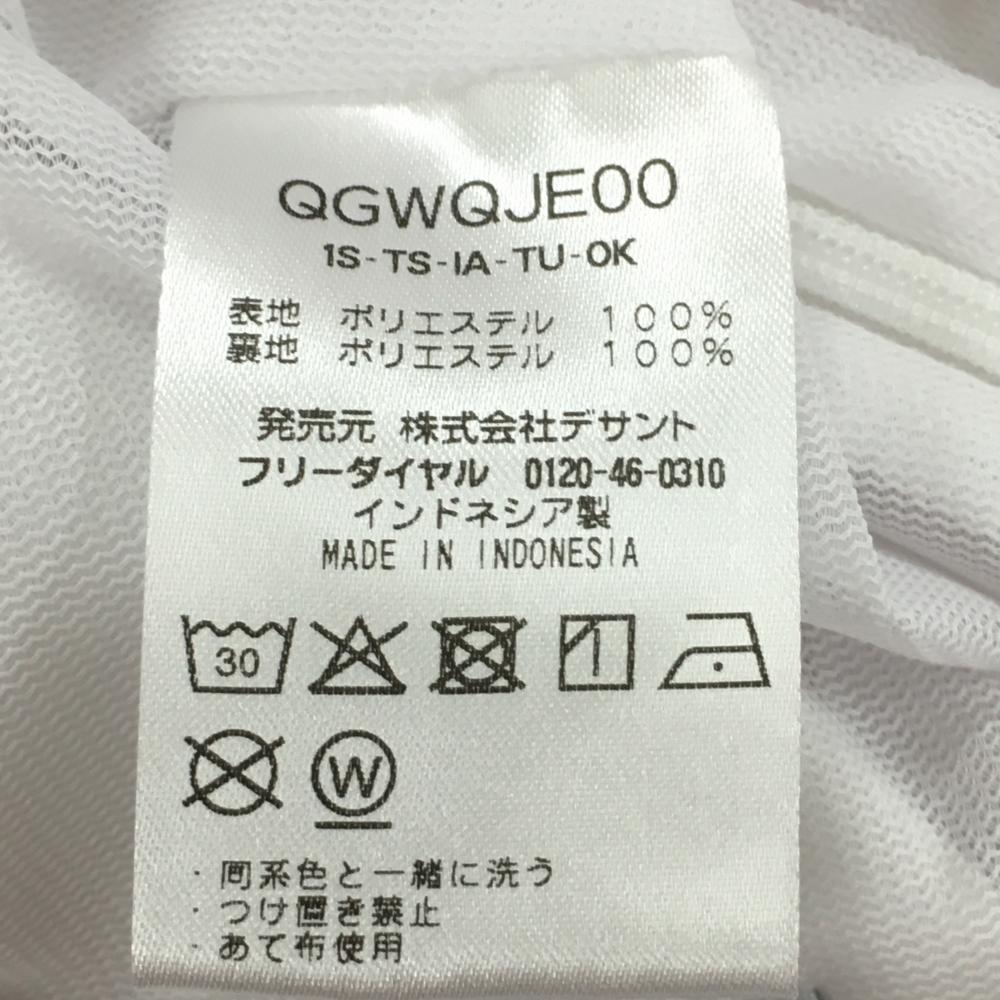 QGWQJE00
1S-TS-IA-TU-OK
表地 ポリエステル 100%
裏地 ポリエステル 100%
発売元 株式会社デサント
フリーダイヤル 0120-46-0310
インドネシア製
MADE IN INDONESIA
30
W
・同系色と一緒に洗う
・つけ置き禁止
・あて布使用